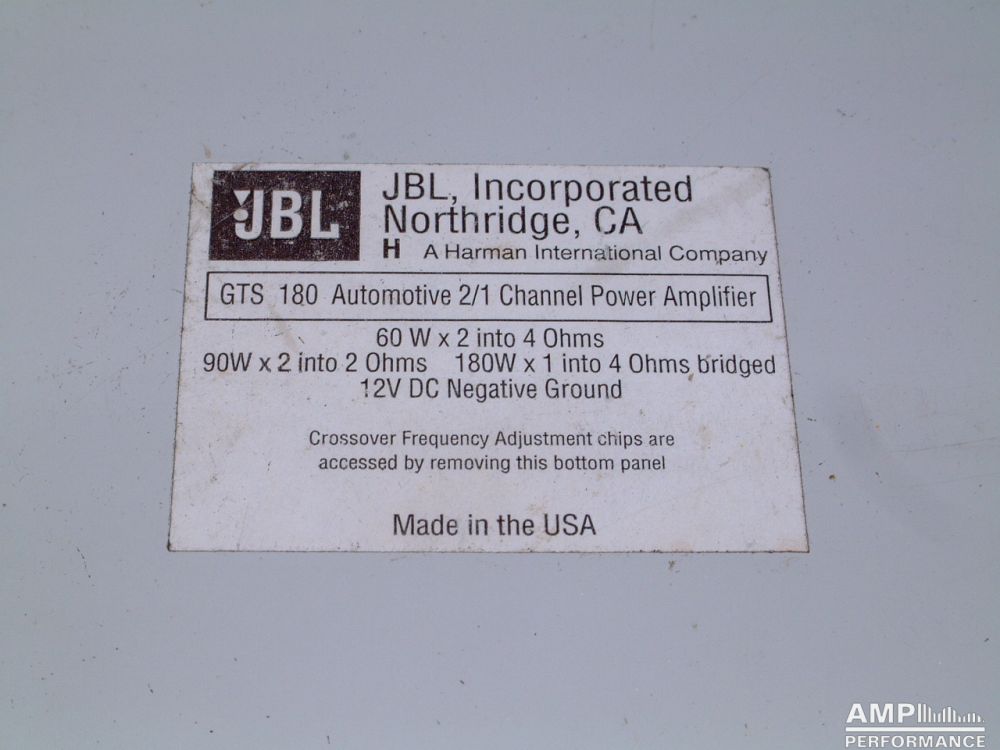 JBL
JBL, Incorporated
Northridge, CA
H A Harman International Company
GTS 180 Automotive 2/1 Channel Power Amplifier
60 W x 2 into 4 Ohms
90W x 2 into 2 Ohms 180W x 1 into 4 Ohms bridged
12V DC Negative Ground
Crossover Frequency Adjustment chips are
accessed by removing this bottom panel
Made in the USA
AMP
PERFORMANCE